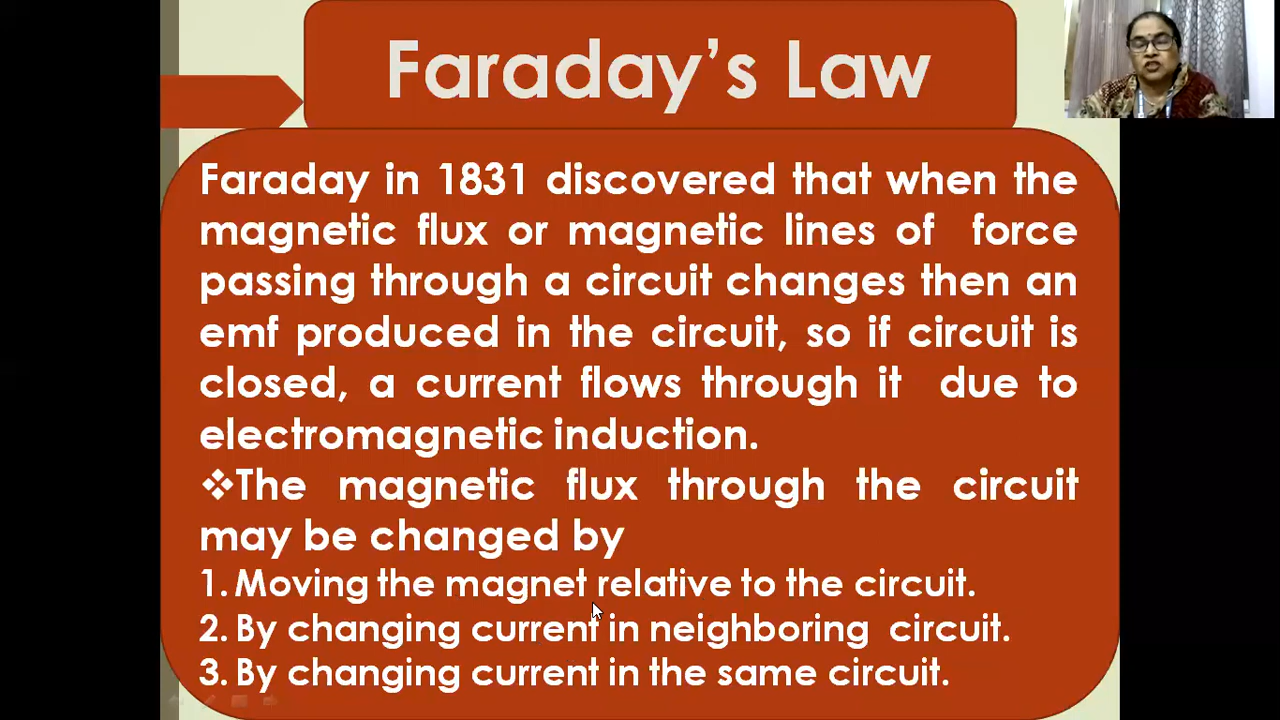 Faraday’s Law
Faraday in 1831 discovered that when the
magnetic flux or magnetic lines of force
passing through a circuit changes then an
emf produced in the circuit, so if circuit is
closed, a current flows through it due to
electromagnetic induction.
❖The magnetic flux through the circuit
may be changed by
1. Moving the magnet relative to the circuit.
2. By changing current in neighboring circuit.
3. By changing current in the same circuit.